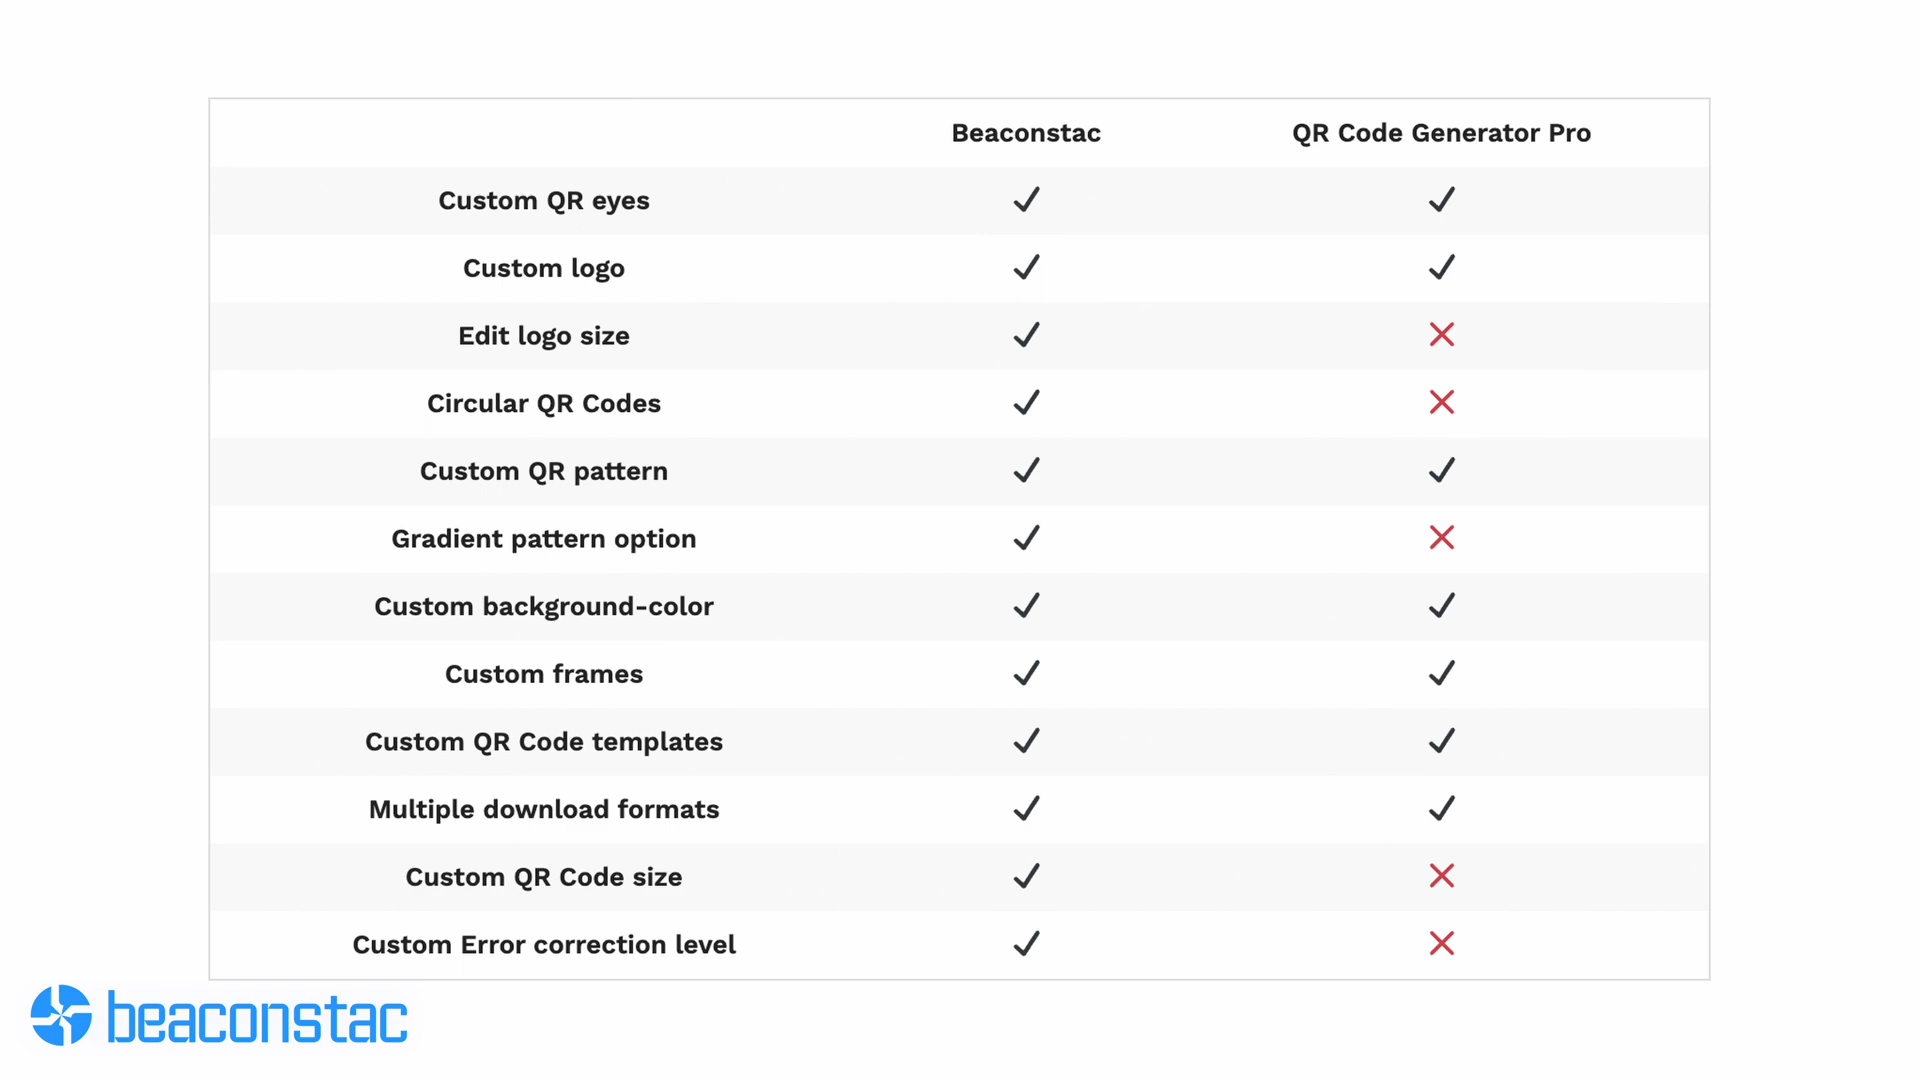 Beaconstac QR Code Generator Pro
Custom QR eyes ✓ ✓
Custom logo ✓ ✓
Edit logo size ✓ ✕
Circular QR Codes ✓ ✕
Custom QR pattern ✓ ✓
Gradient pattern option ✓ ✕
Custom background-color ✓ ✓
Custom frames ✓ ✓
Custom QR Code templates ✓ ✓
Multiple download formats ✓ ✓
Custom QR Code size ✓ ✕
Custom Error correction level ✓ ✕
beaconstac